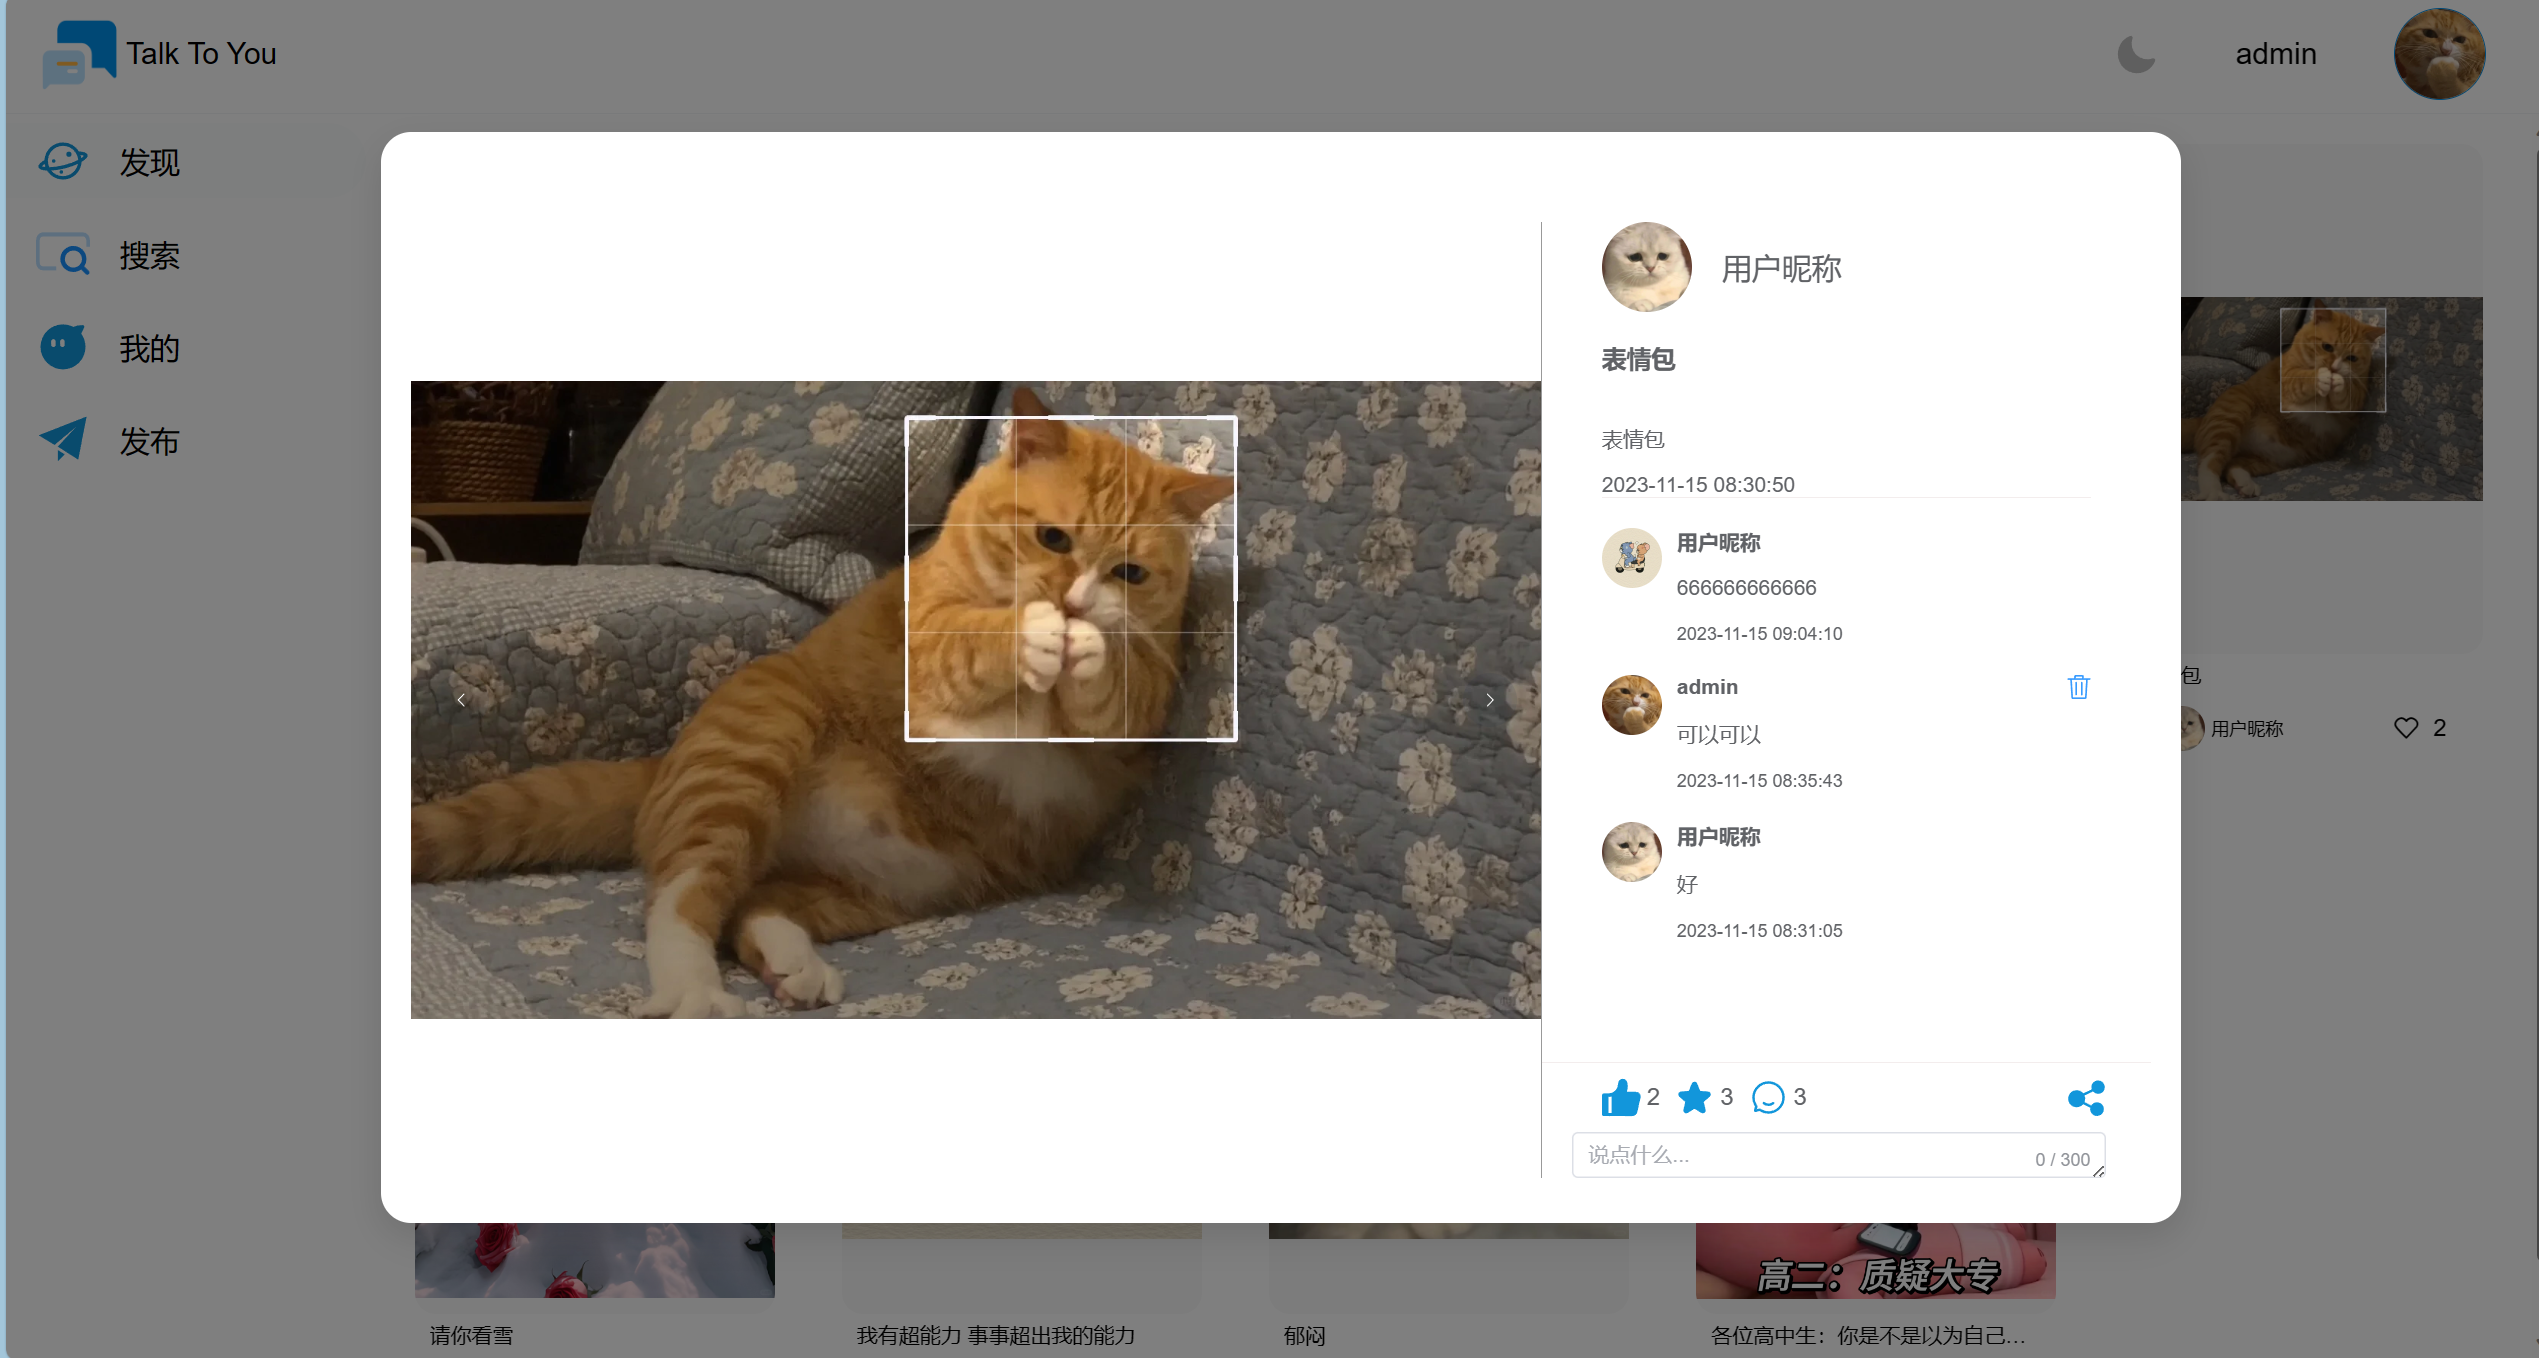 Talk To You
admin
发现
搜索
我的
发布
用户昵称
表情包
表情包
2023-11-15 08:30:50
用户昵称
666666666666
2023-11-15 09:04:10
admin
可以可以
2023-11-15 08:35:43
用户昵称
好
2023-11-15 08:31:05
2
3
3
说点什么...
0 / 300
包
用户昵称
2
高二：质疑大专
请你看雪
我有超能力 事事超出我的能力
郁闷
各位高中生：你是不是以为自己...